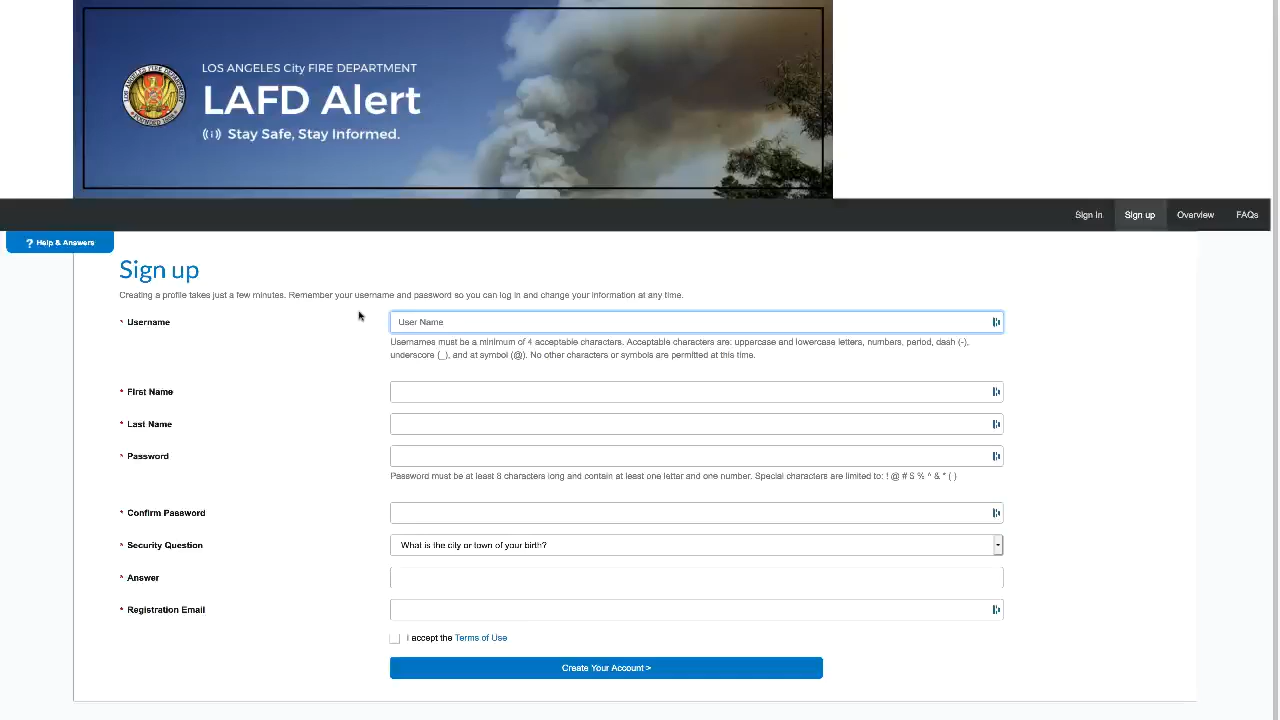 LOS ANGELES City FIRE DEPARTMENT
LAFD Alert
Stay Safe, Stay Informed.
Sign In Sign up Overview FAQs
? Help & Answers
Sign up
Creating a profile takes just a few minutes. Remember your username and password so you can log in and change your information at any time.
* Username
User Name
Usernames must be a minimum of 4 acceptable characters. Acceptable characters are: uppercase and lowercase letters, numbers, period, dash (-),
underscore (_), and at symbol (@). No other characters or symbols are permitted at this time.
* First Name
* Last Name
* Password
Password must be at least 8 characters long and contain at least one letter and one number. Special characters are limited to: ! @ # $ % ^ & * ( )
* Confirm Password
* Security Question
What is the city or town of your birth?
* Answer
* Registration Email
I accept the Terms of Use
Create Your Account >